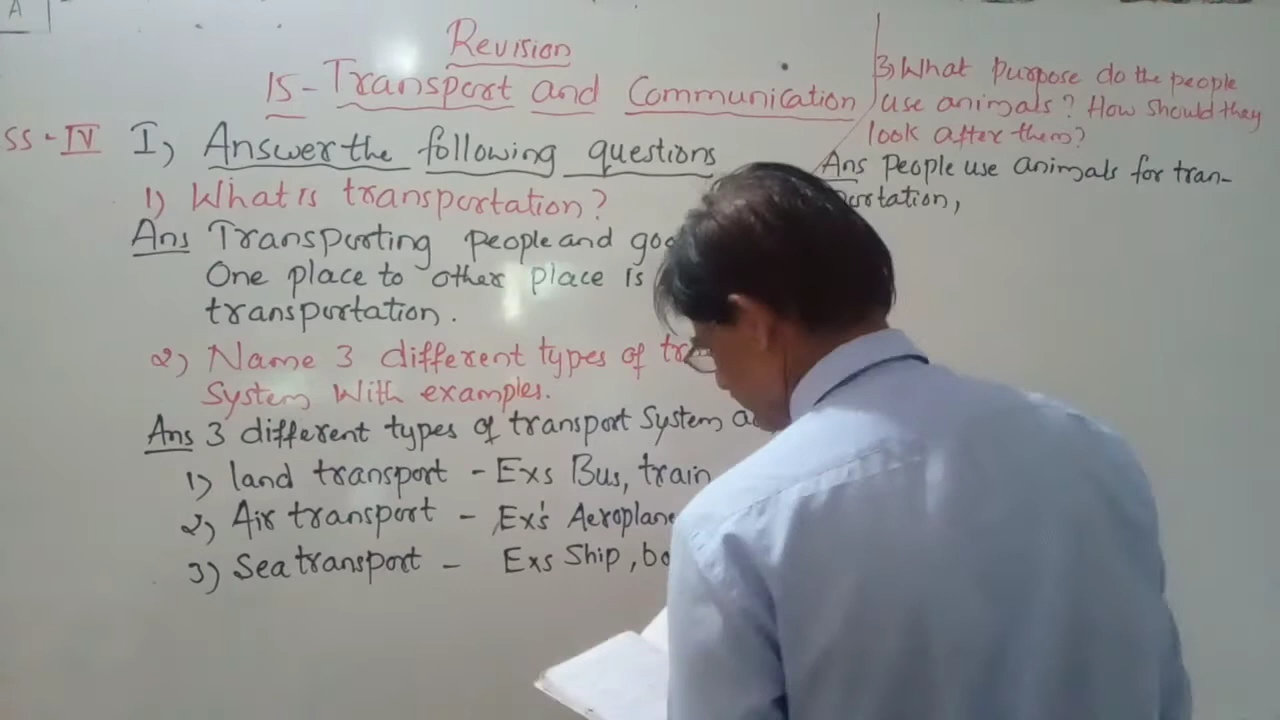 A
Revision
15-Transport and Communication
SS-IV I) Answer the following questions
1) What is transportation?
Ans Transporting people and
One place to other place is
transportation.
2) Name 3 different types of
System With examples.
Ans 3 different types of transport System
1) land transport - Exs Bus, train
2) Air transport - Ex's Aeroplane
3) Sea transport - Exs Ship,
3) What purpose do the people
use animals? How should they
look after them?
Ans People use animals for tran-
portation,